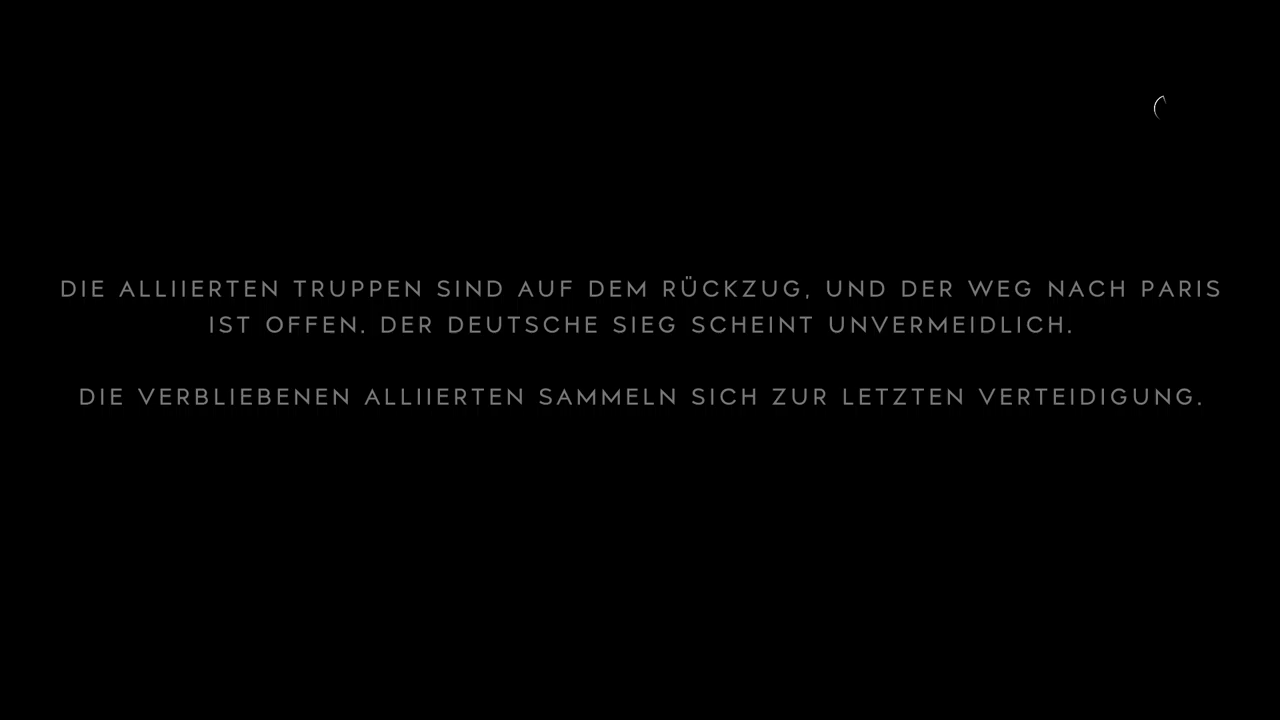 DIE ALLIIERTEN TRUPPEN SIND AUF DEM RÜCKZUG, UND DER WEG NACH PARIS
IST OFFEN. DER DEUTSCHE SIEG SCHEINT UNVERMEIDLICH.
DIE VERBLIEBENEN ALLIIERTEN SAMMELN SICH ZUR LETZTEN VERTEIDIGUNG.